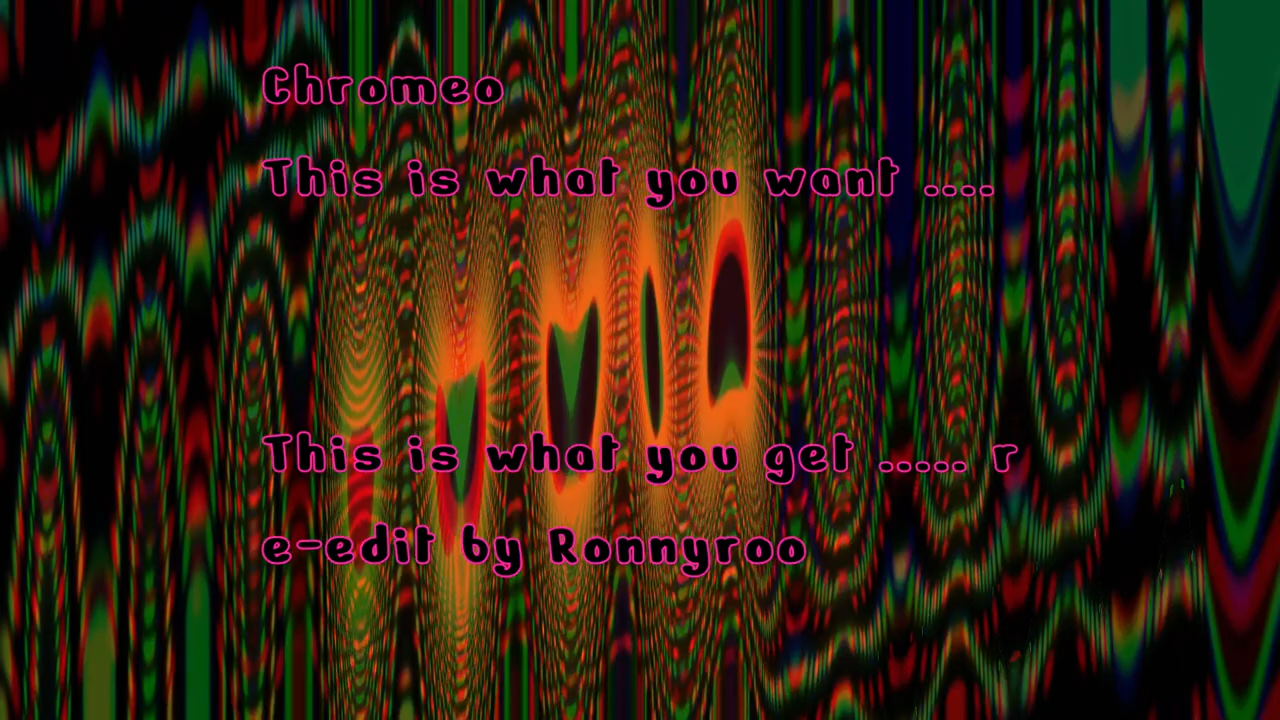 Chromeo
This is what you want ....
This is what you get ..... r
e-edit by Ronnyroo